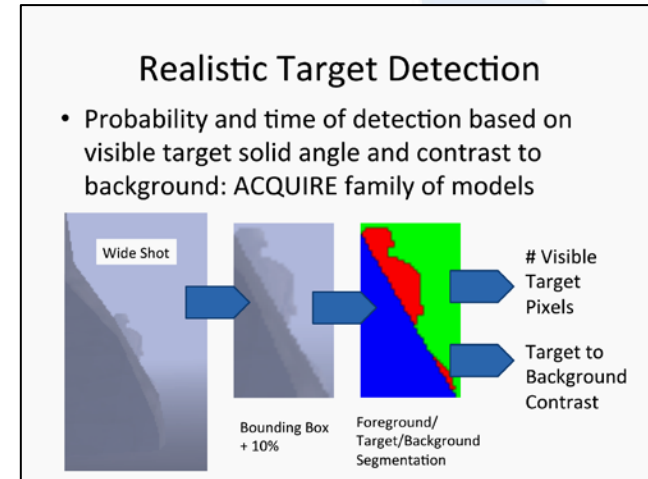 Realistic Target Detection
• Probability and time of detection based on
visible target solid angle and contrast to
background: ACQUIRE family of models
Wide Shot
# Visible
Target
Pixels
Target to
Background
Contrast
Bounding Box
+ 10%
Foreground/
Target/Background
Segmentation